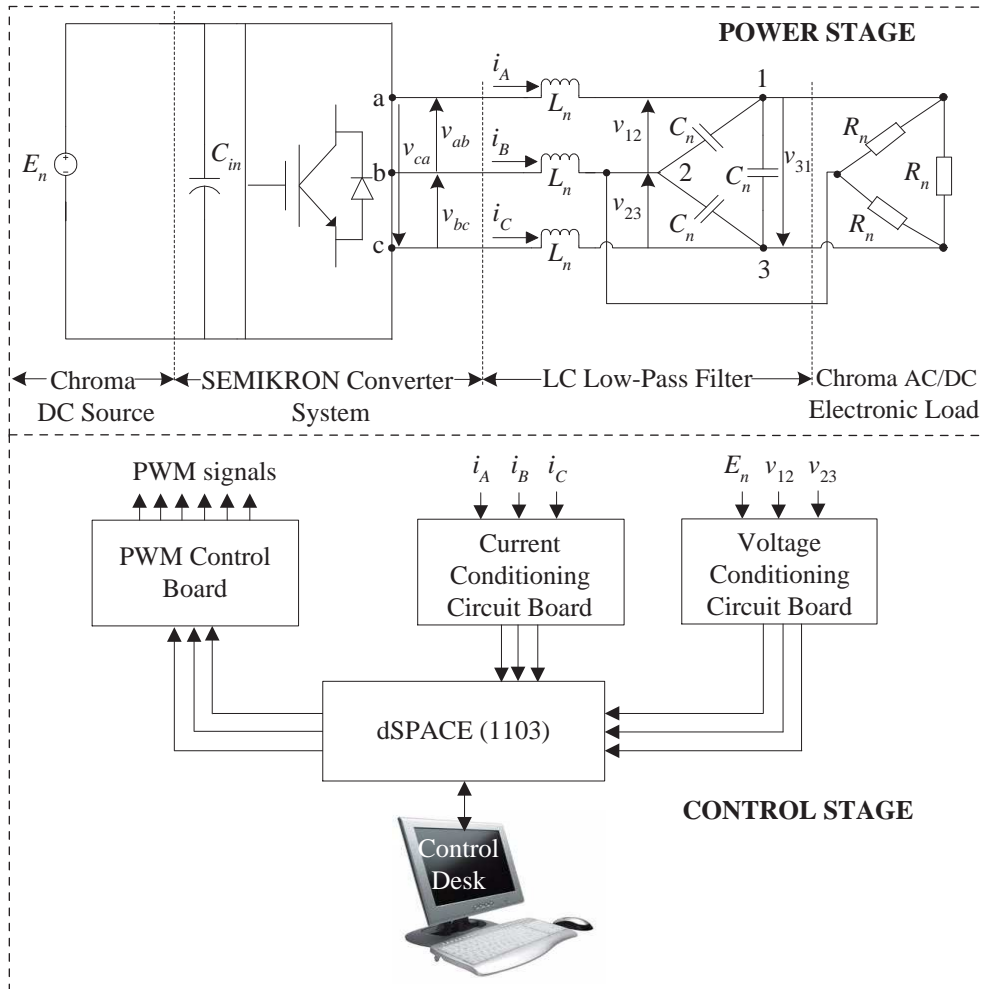 POWER STAGE
i_A
a
L_n
1
v_ab
v_12
C_n
R_n
E_n
C_in
v_ca
i_B
b
L_n
2
C_n
v_31
R_n
v_bc
v_23
C_n
R_n
i_C
c
L_n
3
Chroma
DC Source
SEMIKRON Converter
System
LC Low-Pass Filter
Chroma AC/DC
Electronic Load
PWM signals
i_A i_B i_C
E_n v_12 v_23
PWM Control
Board
Current
Conditioning
Circuit Board
Voltage
Conditioning
Circuit Board
dSPACE (1103)
CONTROL STAGE
Control
Desk